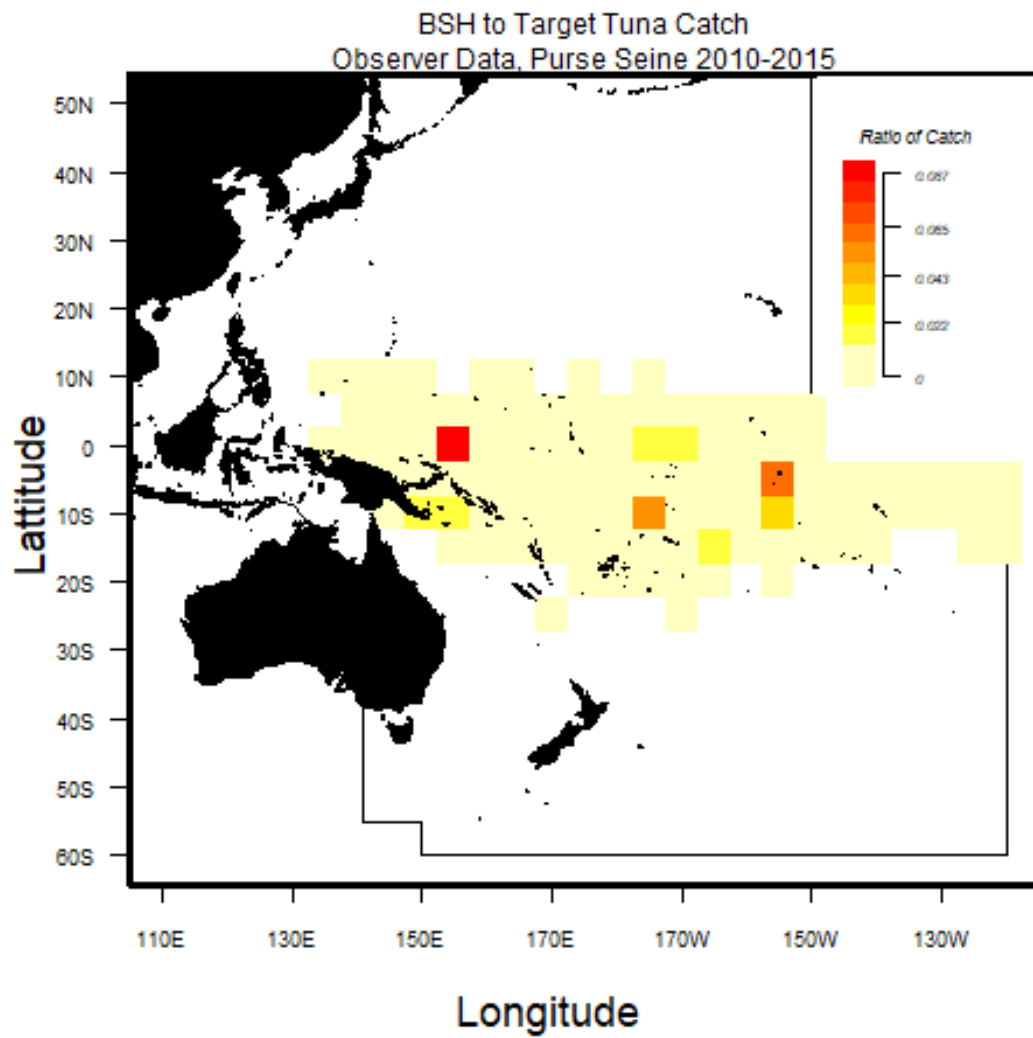 BSH to Target Tuna Catch
Observer Data, Purse Seine 2010-2015
Ratio of Catch
0.087
0.065
0.043
0.022
0
50N
40N
30N
20N
10N
0
10S
20S
30S
40S
50S
60S
Lattitude
110E 130E 150E 170E 170W 150W 130W
Longitude